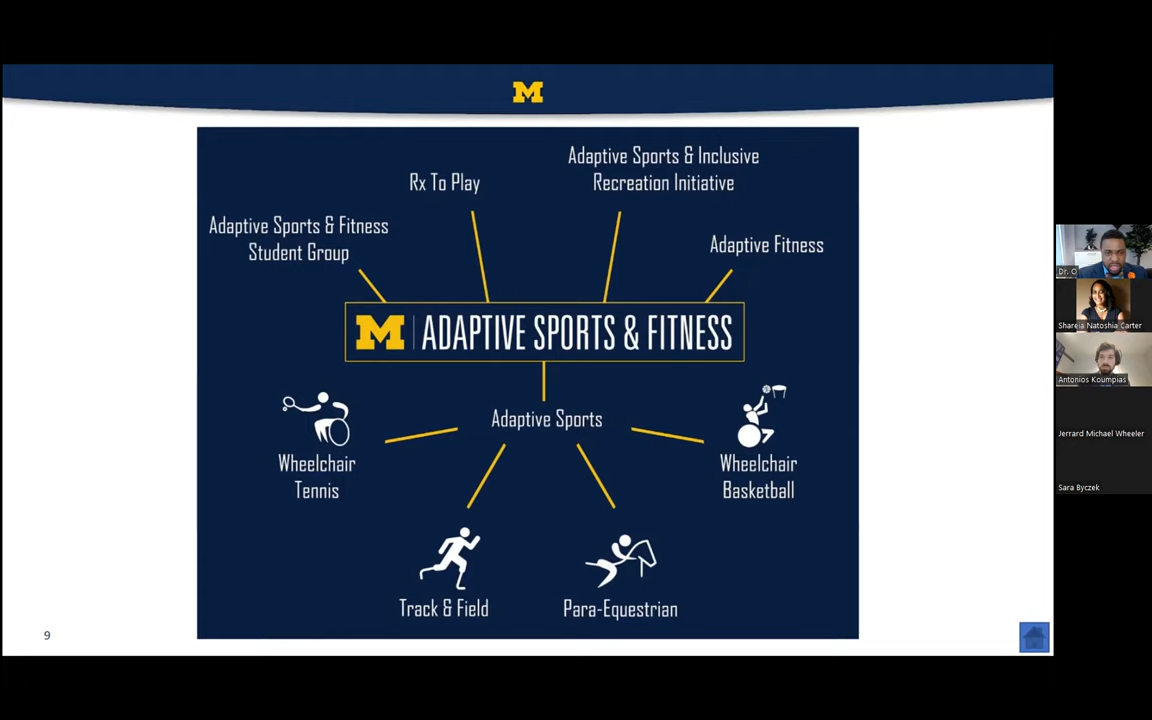 M
Adaptive Sports & Inclusive
Recreation Initiative
Rx To Play
Adaptive Sports & Fitness
Student Group
Adaptive Fitness
M | ADAPTIVE SPORTS & FITNESS
Adaptive Sports
Wheelchair
Tennis
Wheelchair
Basketball
Track & Field
Para-Equestrian
9
Dr. O
Shareia Natoshia Carter
Antonios Koumpias
Jerrard Michael Wheeler
Sara Byczek